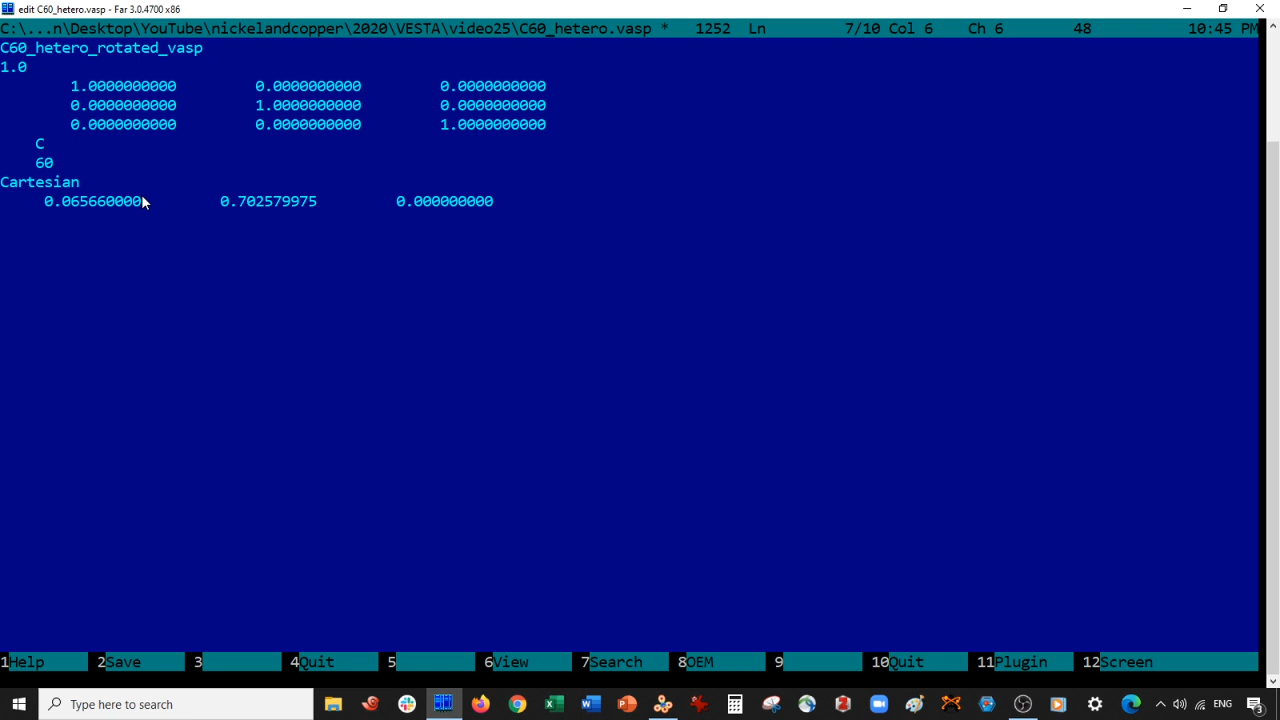 edit C60_hetero.vasp - Far 3.0.4700 x86
C:\...n\Desktop\YouTube\nickelandcopper\2020\VESTA\video25\C60_hetero.vasp * 1252 Ln 7/10 Col 6 Ch 6 48 10:45 PM
C60_hetero_rotated_vasp
1.0
1.0000000000 0.0000000000 0.0000000000
0.0000000000 1.0000000000 0.0000000000
0.0000000000 0.0000000000 1.0000000000
C
60
Cartesian
0.065660000 0.702579975 0.000000000
1Help 2Save 3 4Quit 5 6View 7Search 8OEM 9 10Quit 11Plugin 12Screen
Type here to search ENG 3